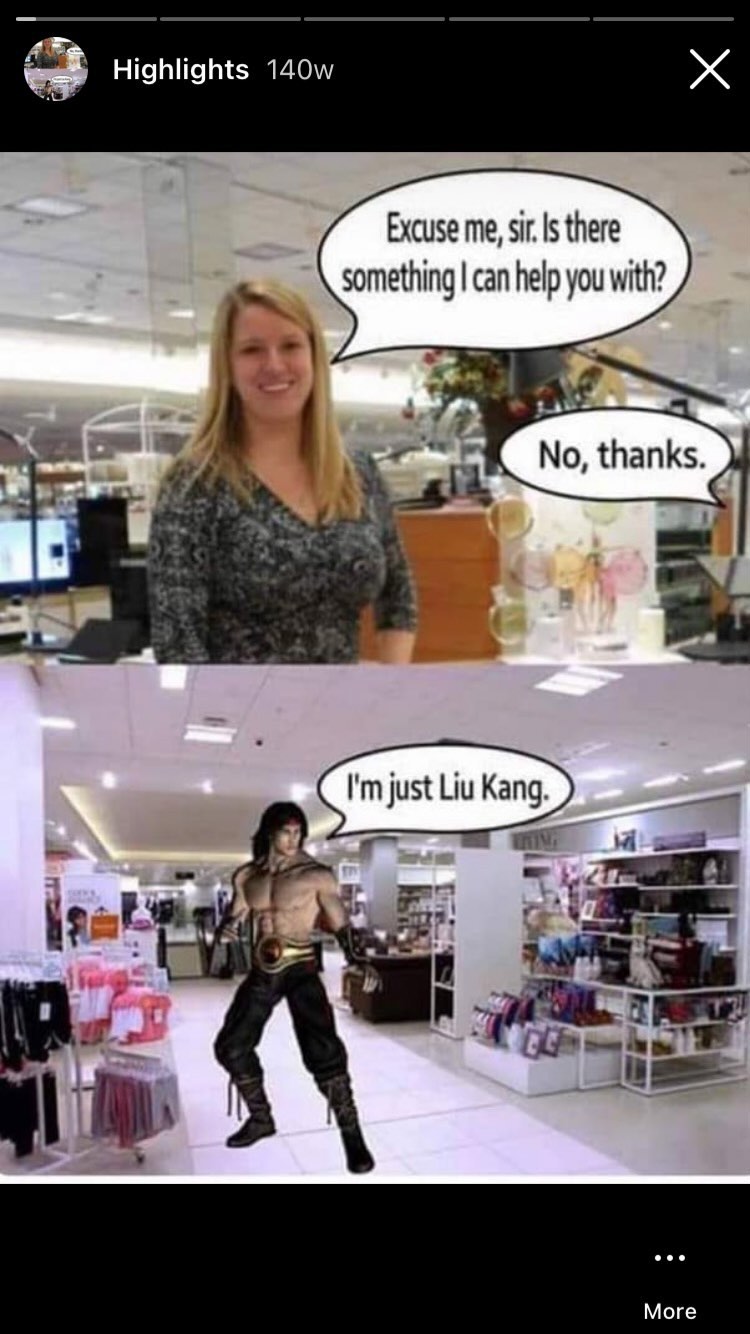 Highlights 140w
Excuse me, sir. Is there
something I can help you with?
No, thanks.
I'm just Liu Kang.
More